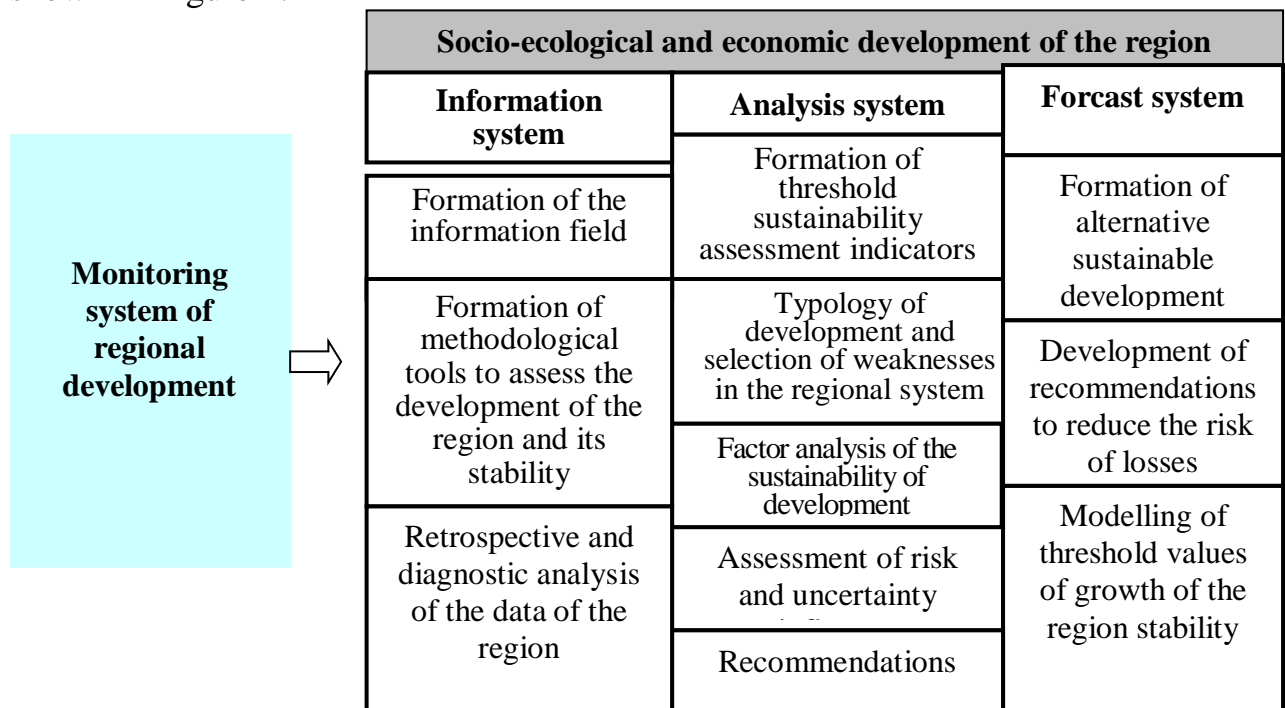 Socio-ecological and economic development of the region
Monitoring
system of
regional
development
Information
system
Formation of the
information field
Formation of
methodological
tools to assess the
development of the
region and its
stability
Retrospective and
diagnostic analysis
of the data of the
region
Analysis system
Formation of
threshold
sustainability
assessment indicators
Typology of
development and
selection of weaknesses
in the regional system
Factor analysis of the
sustainability of
development
Assessment of risk
and uncertainty
Recommendations
Forcast system
Formation of
alternative
sustainable
development
Development of
recommendations
to reduce the risk
of losses
Modelling of
threshold values
of growth of the
region stability